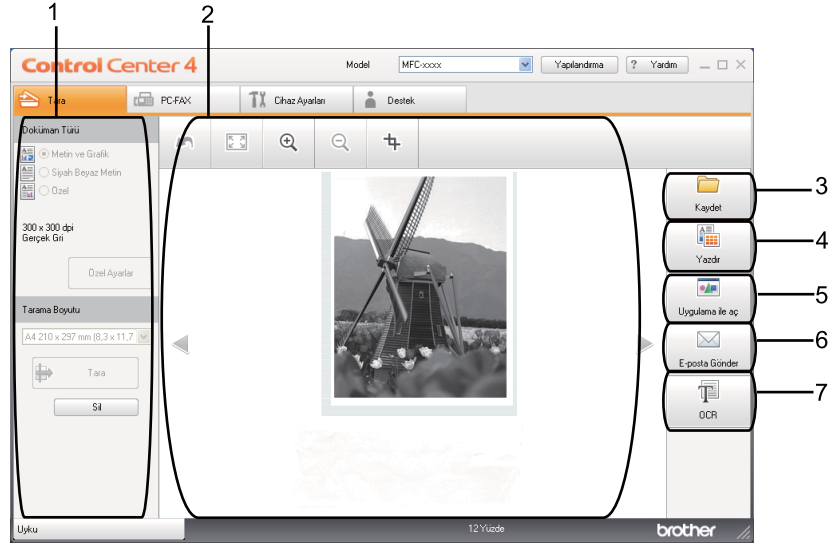 1
2
Control Center 4
Model
MFC-xxxx
Yapılandırma
? Yardım
Tara
PC-FAX
Cihaz Ayarları
Destek
Doküman Türü
Metin ve Grafik
Siyah Beyaz Metin
Özel
300 x 300 dpi
Gerçek Gri
Özel Ayarlar
Tarama Boyutu
A4 210 x 297 mm (8,3 x 11,7
Tara
Sil
Kaydet
3
Yazdır
4
Uygulama ile aç
5
E-posta Gönder
6
OCR
7
Uyku
12 Yüzde
brother